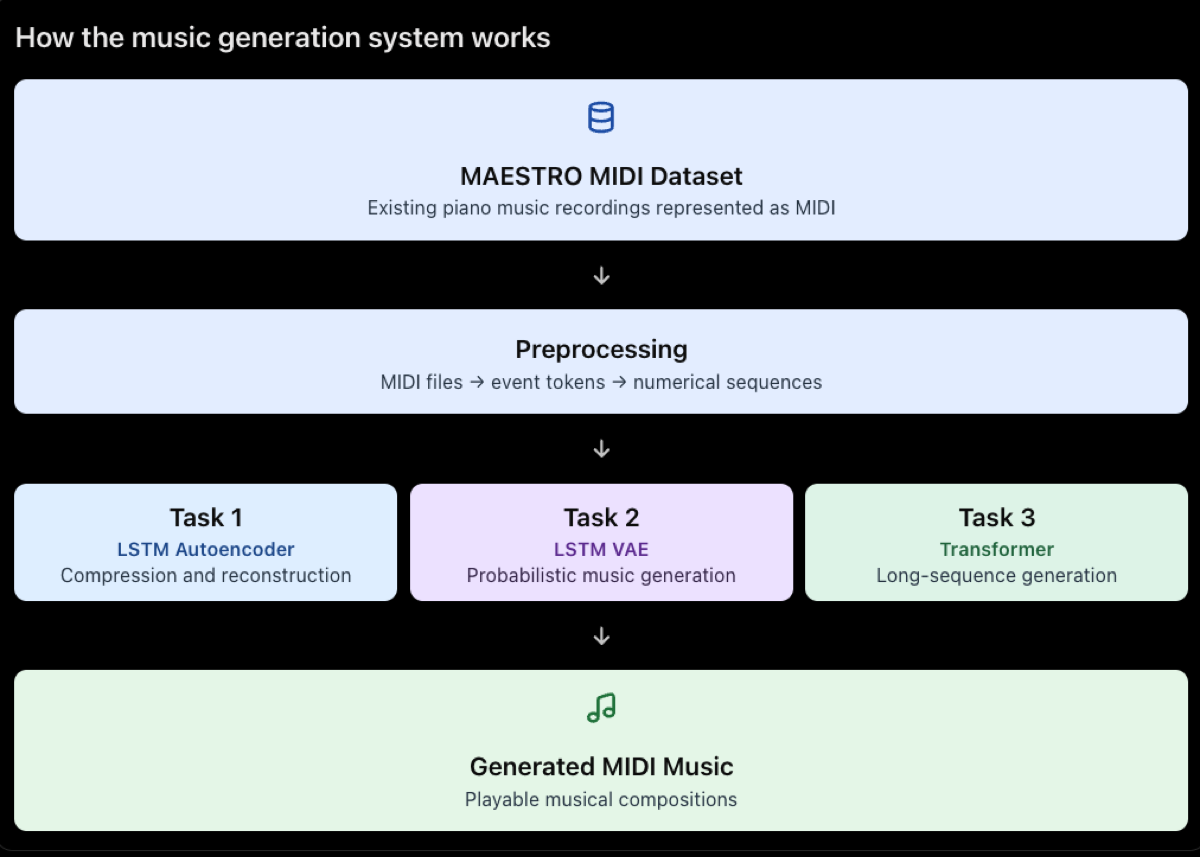 How the music generation system works
MAESTRO MIDI Dataset
Existing piano music recordings represented as MIDI
Preprocessing
MIDI files → event tokens → numerical sequences
Task 1
LSTM Autoencoder
Compression and reconstruction
Task 2
LSTM VAE
Probabilistic music generation
Task 3
Transformer
Long-sequence generation
Generated MIDI Music
Playable musical compositions